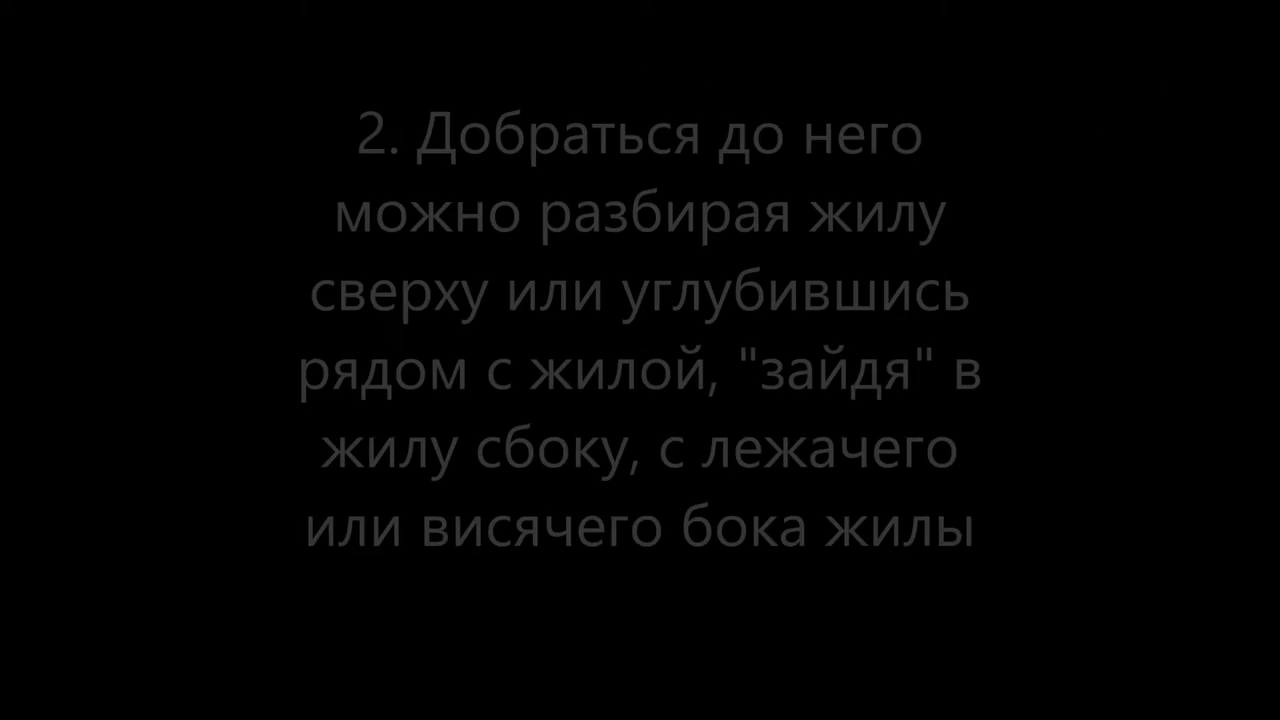 2. Добраться до него
можно разбирая жилу
сверху или углубившись
рядом с жилой, "зайдя" в
жилу сбоку, с лежачего
или висячего бока жилы